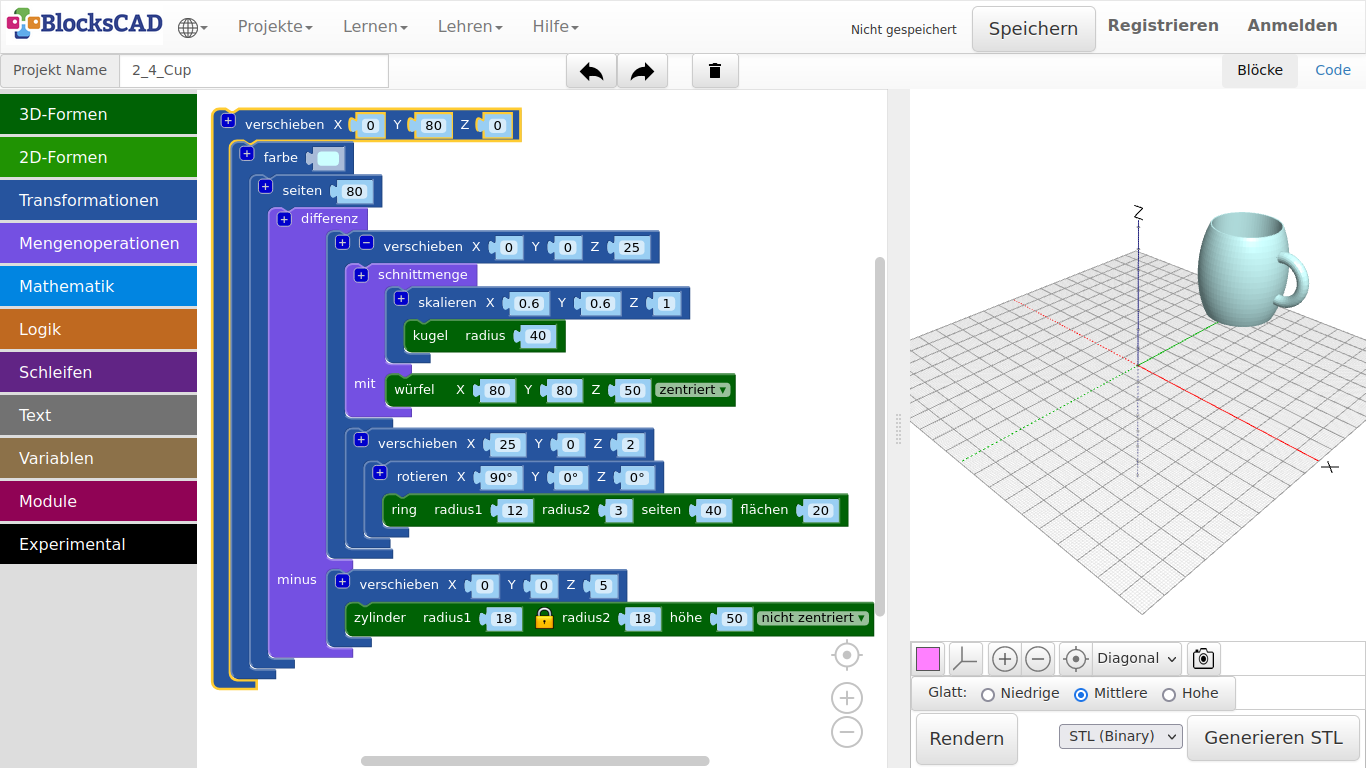 BlocksCAD Projekte Lernen Lehren Hilfe Nicht gespeichert Speichern Registrieren Anmelden
Projekt Name 2_4_Cup Blöcke Code
3D-Formen
2D-Formen
Transformationen
Mengenoperationen
Mathematik
Logik
Schleifen
Text
Variablen
Module
Experimental
+ verschieben X 0 Y 80 Z 0
+ farbe
+ seiten 80
+ differenz
+ − verschieben X 0 Y 0 Z 25
+ schnittmenge
+ skalieren X 0.6 Y 0.6 Z 1
kugel radius 40
mit würfel X 80 Y 80 Z 50 zentriert ▾
+ verschieben X 25 Y 0 Z 2
+ rotieren X 90° Y 0° Z 0°
ring radius1 12 radius2 3 seiten 40 flächen 20
minus + verschieben X 0 Y 0 Z 5
zylinder radius1 18 radius2 18 höhe 50 nicht zentriert ▾
Z
X
Diagonal
Glatt: Niedrige Mittlere Hohe
Rendern STL (Binary) Generieren STL